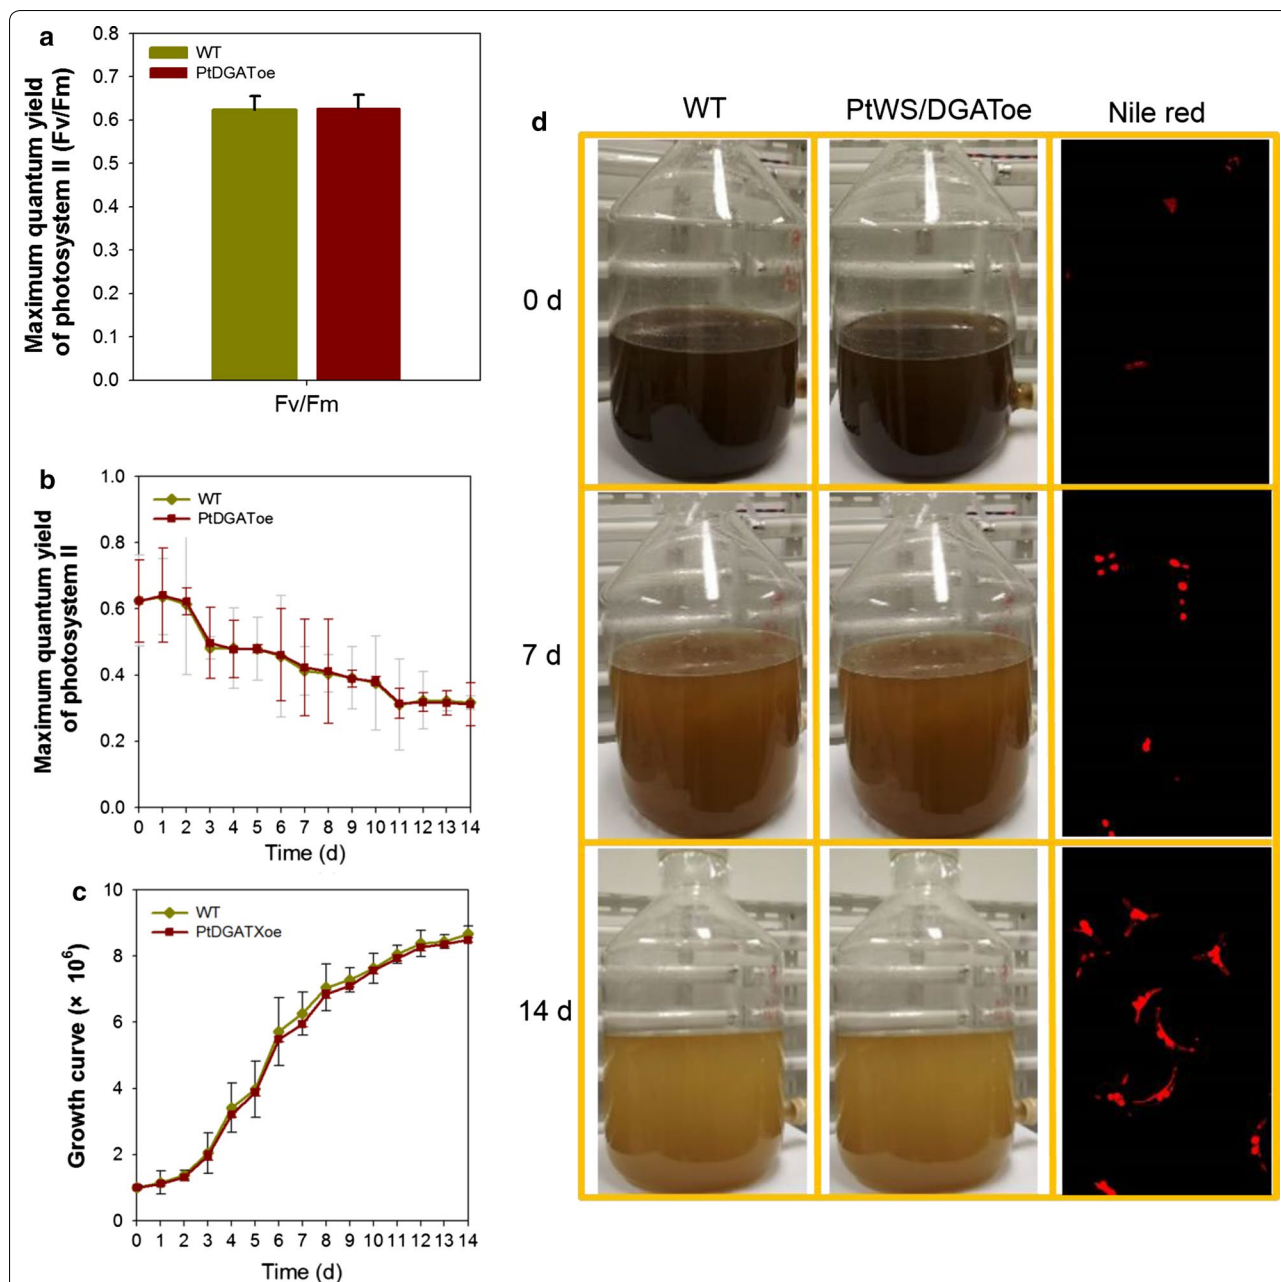 a
Maximum quantum yield
of photosystem II (Fv/Fm)
0.8
0.7
0.6
0.5
0.4
0.3
0.2
0.1
0.0
WT
PtDGAToe
Fv/Fm
b
Maximum quantum yield
of photosystem II
1.0
0.8
0.6
0.4
0.2
0.0
WT
PtDGAToe
0 1 2 3 4 5 6 7 8 9 10 11 12 13 14
Time (d)
c
Growth curve (× 10⁶)
10
8
6
4
2
0
WT
PtDGATXoe
0 1 2 3 4 5 6 7 8 9 10 11 12 13 14
Time (d)
d
WT PtWS/DGAToe Nile red
0 d
7 d
14 d